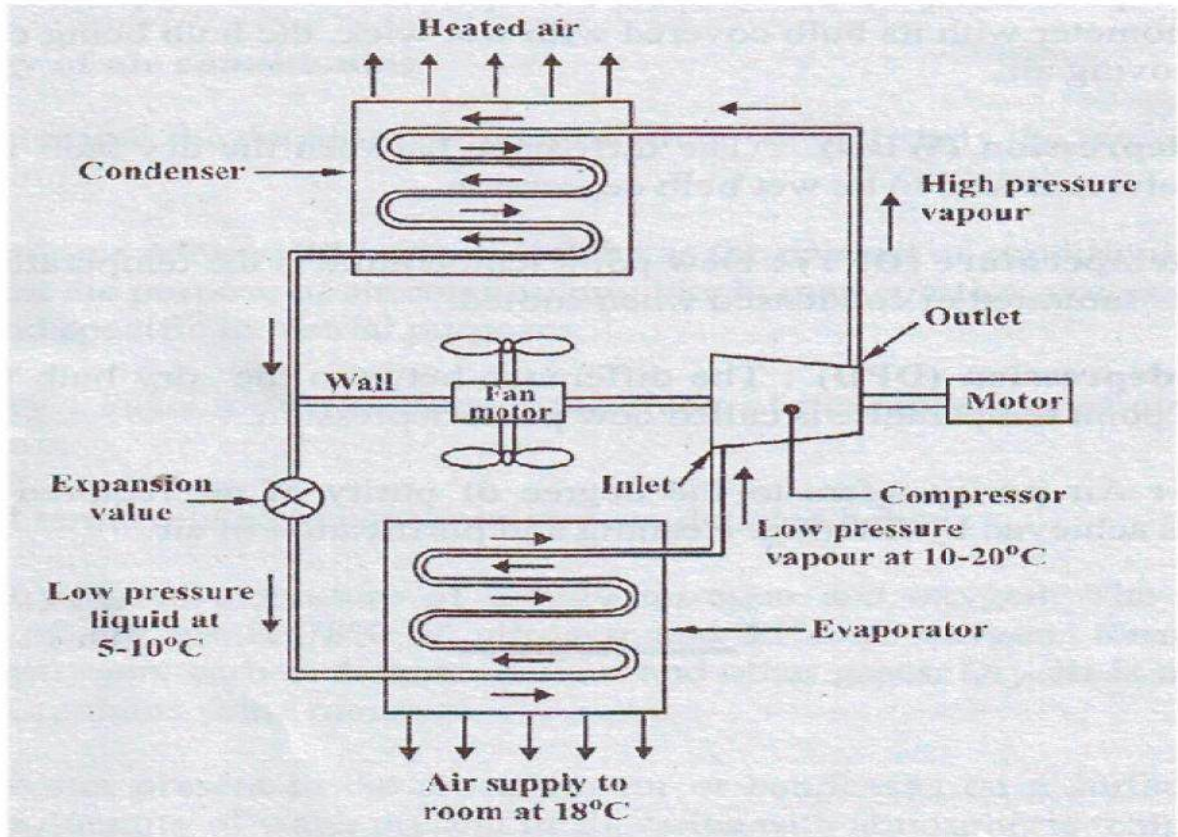 Heated air
Condenser
High pressure
vapour
Outlet
Wall
Fan
motor
Motor
Expansion
value
Inlet
Compressor
Low pressure
vapour at 10-20°C
Low pressure
liquid at
5-10°C
Evaporator
Air supply to
room at 18°C